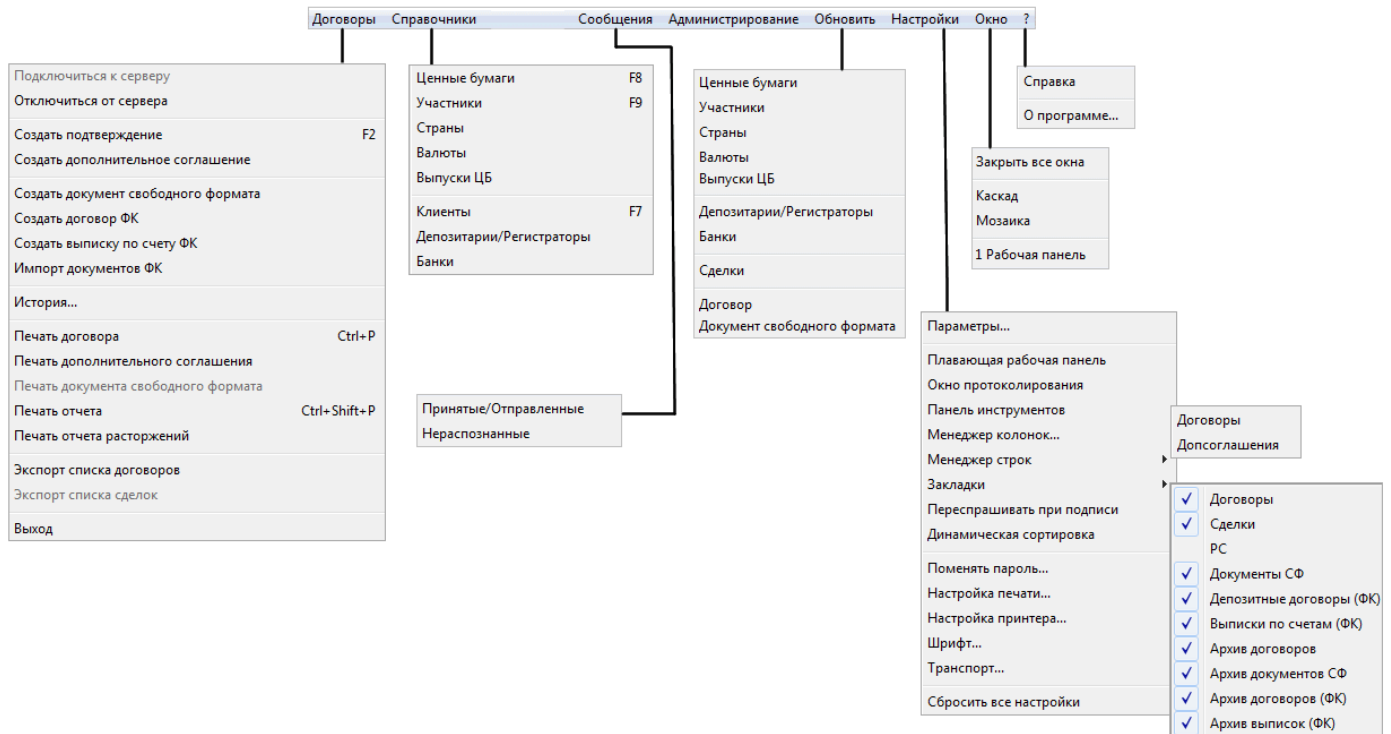 Договоры Справочники Сообщения Администрирование Обновить Настройки Окно ?
Подключиться к серверу
Отключиться от сервера
Создать подтверждение F2
Создать дополнительное соглашение
Создать документ свободного формата
Создать договор ФК
Создать выписку по счету ФК
Импорт документов ФК
История...
Печать договора Ctrl+P
Печать дополнительного соглашения
Печать документа свободного формата
Печать отчета Ctrl+Shift+P
Печать отчета расторжений
Экспорт списка договоров
Экспорт списка сделок
Выход
Ценные бумаги F8
Участники F9
Страны
Валюты
Выпуски ЦБ
Клиенты F7
Депозитарии/Регистраторы
Банки
Принятые/Отправленные
Нераспознанные
Ценные бумаги
Участники
Страны
Валюты
Выпуски ЦБ
Депозитарии/Регистраторы
Банки
Сделки
Договор
Документ свободного формата
Параметры...
Плавающая рабочая панель
Окно протоколирования
Панель инструментов
Менеджер колонок...
Менеджер строк
Закладки
Переспрашивать при подписи
Динамическая сортировка
Поменять пароль...
Настройка печати...
Настройка принтера...
Шрифт...
Транспорт...
Сбросить все настройки
Договоры
Допсоглашения
Договоры
Сделки
РС
Документы СФ
Депозитные договоры (ФК)
Выписки по счетам (ФК)
Архив договоров
Архив документов СФ
Архив договоров (ФК)
Архив выписок (ФК)
Закрыть все окна
Каскад
Мозаика
1 Рабочая панель
Справка
О программе...